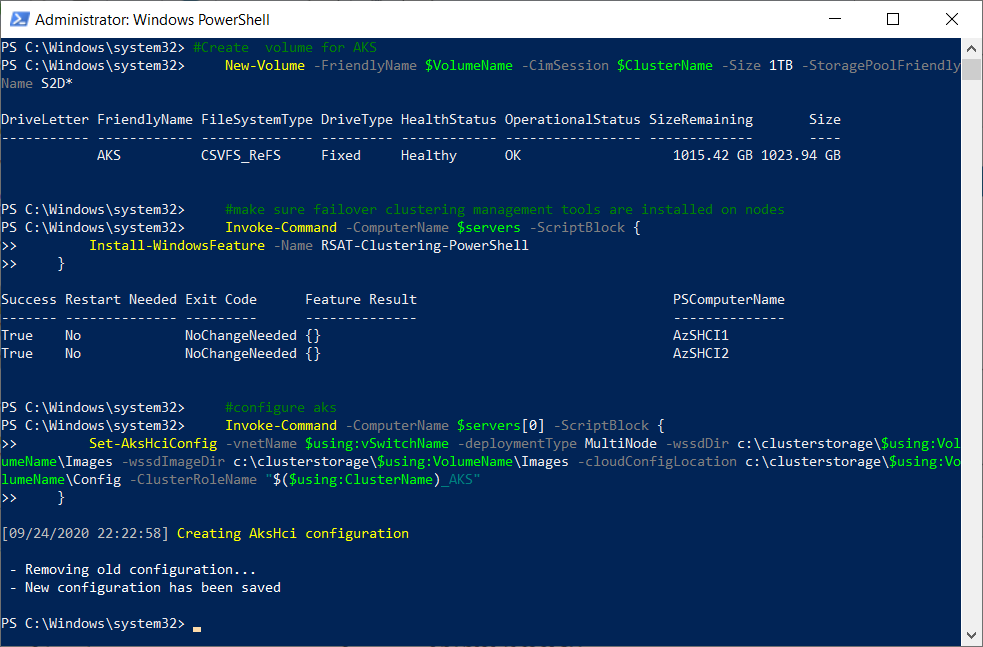 Administrator: Windows PowerShell
PS C:\Windows\system32> #Create  volume for AKS
PS C:\Windows\system32>     New-Volume -FriendlyName $VolumeName -CimSession $ClusterName -Size 1TB -StoragePoolFriendly
Name S2D*
DriveLetter FriendlyName FileSystemType DriveType HealthStatus OperationalStatus SizeRemaining       Size
----------- ------------ -------------- --------- ------------ ----------------- -------------       ----
            AKS          CSVFS_ReFS     Fixed     Healthy      OK                   1015.42 GB 1023.94 GB
PS C:\Windows\system32>     #make sure failover clustering management tools are installed on nodes
PS C:\Windows\system32>     Invoke-Command -ComputerName $servers -ScriptBlock {
>>         Install-WindowsFeature -Name RSAT-Clustering-PowerShell
>>     }
Success Restart Needed Exit Code      Feature Result                                PSComputerName
------- -------------- ---------      --------------                                --------------
True    No             NoChangeNeeded {}                                            AzSHCI1
True    No             NoChangeNeeded {}                                            AzSHCI2
PS C:\Windows\system32>     #configure aks
PS C:\Windows\system32>     Invoke-Command -ComputerName $servers[0] -ScriptBlock {
>>         Set-AksHciConfig -vnetName $using:vSwitchName -deploymentType MultiNode -wssdDir c:\clusterstorage\$using:Vol
umeName\Images -wssdImageDir c:\clusterstorage\$using:VolumeName\Images -cloudConfigLocation c:\clusterstorage\$using:Vo
lumeName\Config -ClusterRoleName "$($using:ClusterName)_AKS"
>>     }
[09/24/2020 22:22:58] Creating AksHci configuration
 - Removing old configuration...
 - New configuration has been saved
PS C:\Windows\system32>